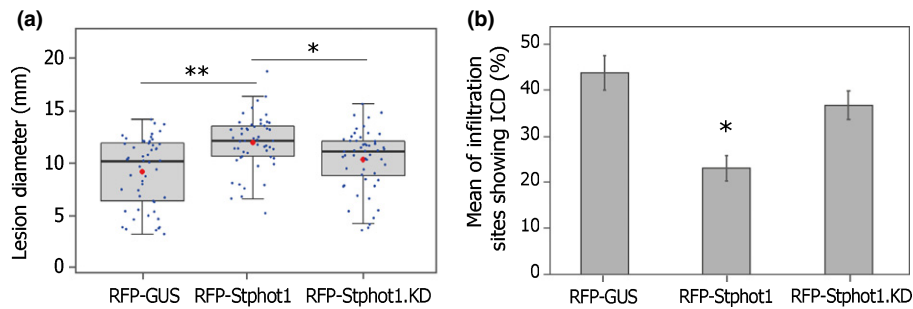 (a)
Lesion diameter (mm)
20
15
10
5
0
**
*
RFP-GUS RFP-Stphot1 RFP-Stphot1.KD
(b)
Mean of infiltration
sites showing ICD (%)
50
40
30
20
10
0
*
RFP-GUS RFP-Stphot1 RFP-Stphot1.KD